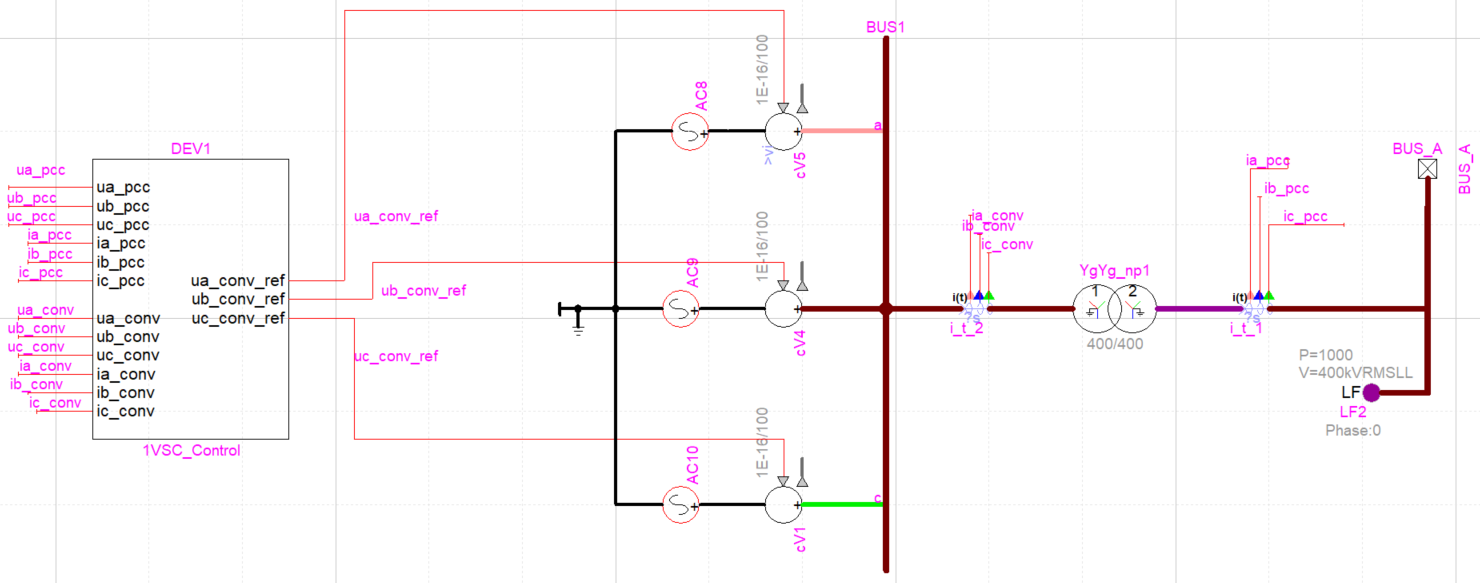 BUS1
DEV1
ua_pcc
ub_pcc
uc_pcc
ia_pcc
ib_pcc
ic_pcc
ua_conv
ub_conv
uc_conv
ia_conv
ib_conv
ic_conv
ua_pcc
ub_pcc
uc_pcc
ia_pcc
ib_pcc
ic_pcc
ua_conv
ub_conv
uc_conv
ia_conv
ib_conv
ic_conv
ua_conv_ref
ub_conv_ref
uc_conv_ref
1VSC_Control
ua_conv_ref
ub_conv_ref
uc_conv_ref
AC8
1E-16/100
+
+
>vi
cV5
a
AC9
1E-16/100
+
+
cV4
AC10
1E-16/100
+
+
cV1
c
ia_conv
ib_conv
ic_conv
i(t)
i_t_2
YgYg_np1
1
2
400/400
ia_pcc
ib_pcc
ic_pcc
i(t)
i_t_1
BUS_A
BUS_A
P=1000
V=400kVRMSLL
LF
LF2
Phase:0